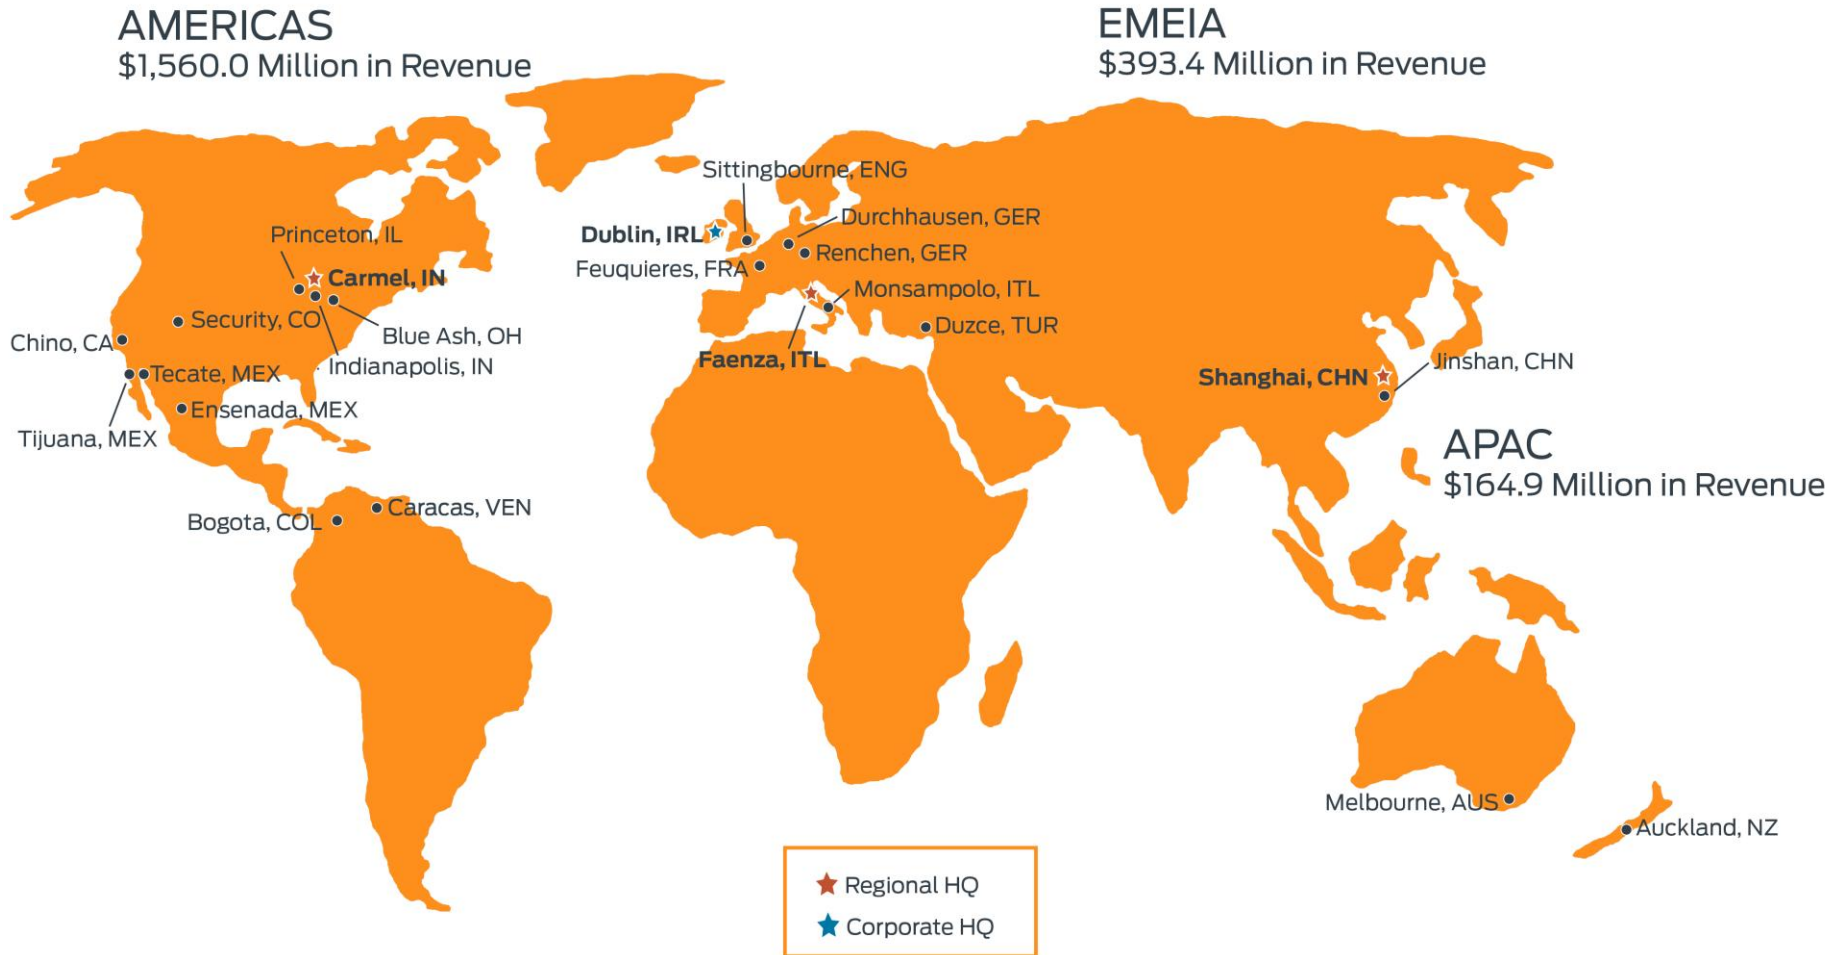 AMERICAS
$1,560.0 Million in Revenue
EMEIA
$393.4 Million in Revenue
Sittingbourne, ENG
Durchhausen, GER
Dublin, IRL
Renchen, GER
Feuquieres, FRA
Monsampolo, ITL
Duzce, TUR
Faenza, ITL
Princeton, IL
Carmel, IN
Security, CO
Blue Ash, OH
Chino, CA
Indianapolis, IN
Tecate, MEX
Ensenada, MEX
Tijuana, MEX
Caracas, VEN
Bogota, COL
Jinshan, CHN
Shanghai, CHN
APAC
$164.9 Million in Revenue
Melbourne, AUS
Auckland, NZ
Regional HQ
Corporate HQ